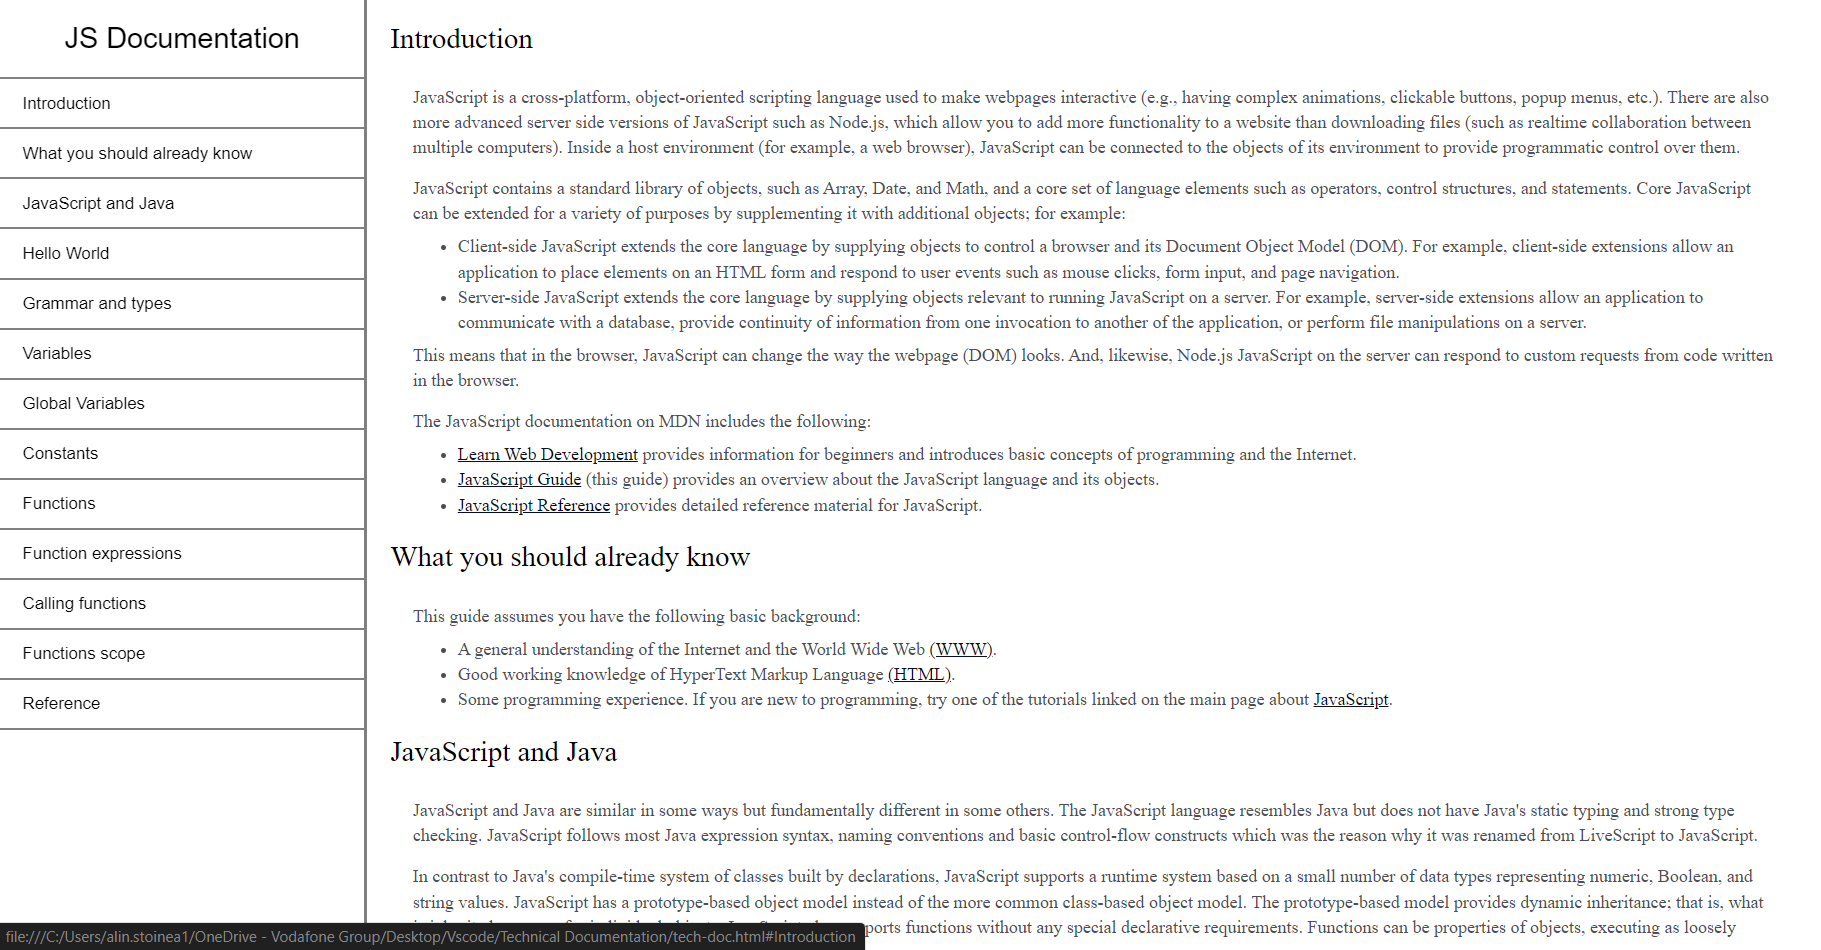 JS Documentation
Introduction
What you should already know
JavaScript and Java
Hello World
Grammar and types
Variables
Global Variables
Constants
Functions
Function expressions
Calling functions
Functions scope
Reference
Introduction
JavaScript is a cross-platform, object-oriented scripting language used to make webpages interactive (e.g., having complex animations, clickable buttons, popup menus, etc.). There are also
more advanced server side versions of JavaScript such as Node.js, which allow you to add more functionality to a website than downloading files (such as realtime collaboration between
multiple computers). Inside a host environment (for example, a web browser), JavaScript can be connected to the objects of its environment to provide programmatic control over them.
JavaScript contains a standard library of objects, such as Array, Date, and Math, and a core set of language elements such as operators, control structures, and statements. Core JavaScript
can be extended for a variety of purposes by supplementing it with additional objects; for example:
• Client-side JavaScript extends the core language by supplying objects to control a browser and its Document Object Model (DOM). For example, client-side extensions allow an
application to place elements on an HTML form and respond to user events such as mouse clicks, form input, and page navigation.
• Server-side JavaScript extends the core language by supplying objects relevant to running JavaScript on a server. For example, server-side extensions allow an application to
communicate with a database, provide continuity of information from one invocation to another of the application, or perform file manipulations on a server.
This means that in the browser, JavaScript can change the way the webpage (DOM) looks. And, likewise, Node.js JavaScript on the server can respond to custom requests from code written
in the browser.
The JavaScript documentation on MDN includes the following:
• Learn Web Development provides information for beginners and introduces basic concepts of programming and the Internet.
• JavaScript Guide (this guide) provides an overview about the JavaScript language and its objects.
• JavaScript Reference provides detailed reference material for JavaScript.
What you should already know
This guide assumes you have the following basic background:
• A general understanding of the Internet and the World Wide Web (WWW).
• Good working knowledge of HyperText Markup Language (HTML).
• Some programming experience. If you are new to programming, try one of the tutorials linked on the main page about JavaScript.
JavaScript and Java
JavaScript and Java are similar in some ways but fundamentally different in some others. The JavaScript language resembles Java but does not have Java's static typing and strong type
checking. JavaScript follows most Java expression syntax, naming conventions and basic control-flow constructs which was the reason why it was renamed from LiveScript to JavaScript.
In contrast to Java's compile-time system of classes built by declarations, JavaScript supports a runtime system based on a small number of data types representing numeric, Boolean, and
string values. JavaScript has a prototype-based object model instead of the more common class-based object model. The prototype-based model provides dynamic inheritance; that is, what
ports functions without any special declarative requirements. Functions can be properties of objects, executing as loosely
file:///C:/Users/alin.stoinea1/OneDrive - Vodafone Group/Desktop/Vscode/Technical Documentation/tech-doc.html#Introduction